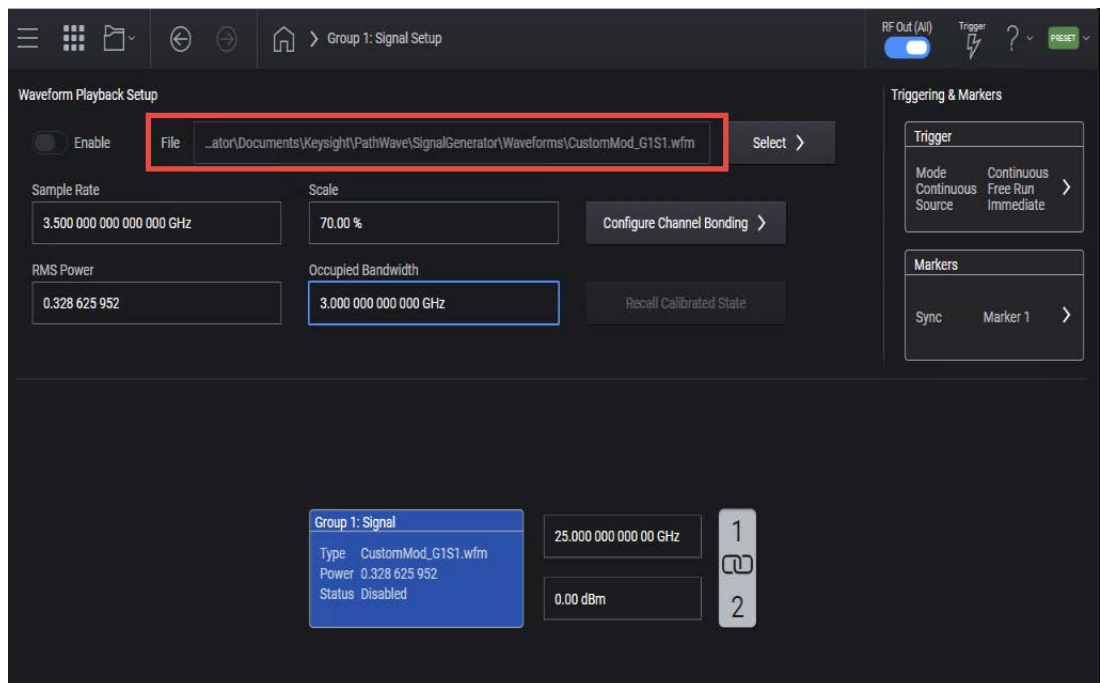 Group 1: Signal Setup
RF Out (All)
Trigger
?
PRESET
Waveform Playback Setup
Enable
File
...ator\Documents\Keysight\PathWave\SignalGenerator\Waveforms\CustomMod_G1S1.wfm
Select
Sample Rate
3.500 000 000 000 000 GHz
Scale
70.00 %
Configure Channel Bonding
RMS Power
0.328 625 952
Occupied Bandwidth
3.000 000 000 000 GHz
Recall Calibrated State
Triggering & Markers
Trigger
Mode Continuous
Continuous Free Run
Source Immediate
Markers
Sync Marker 1
Group 1: Signal
Type CustomMod_G1S1.wfm
Power 0.328 625 952
Status Disabled
25.000 000 000 00 GHz
0.00 dBm
1
2